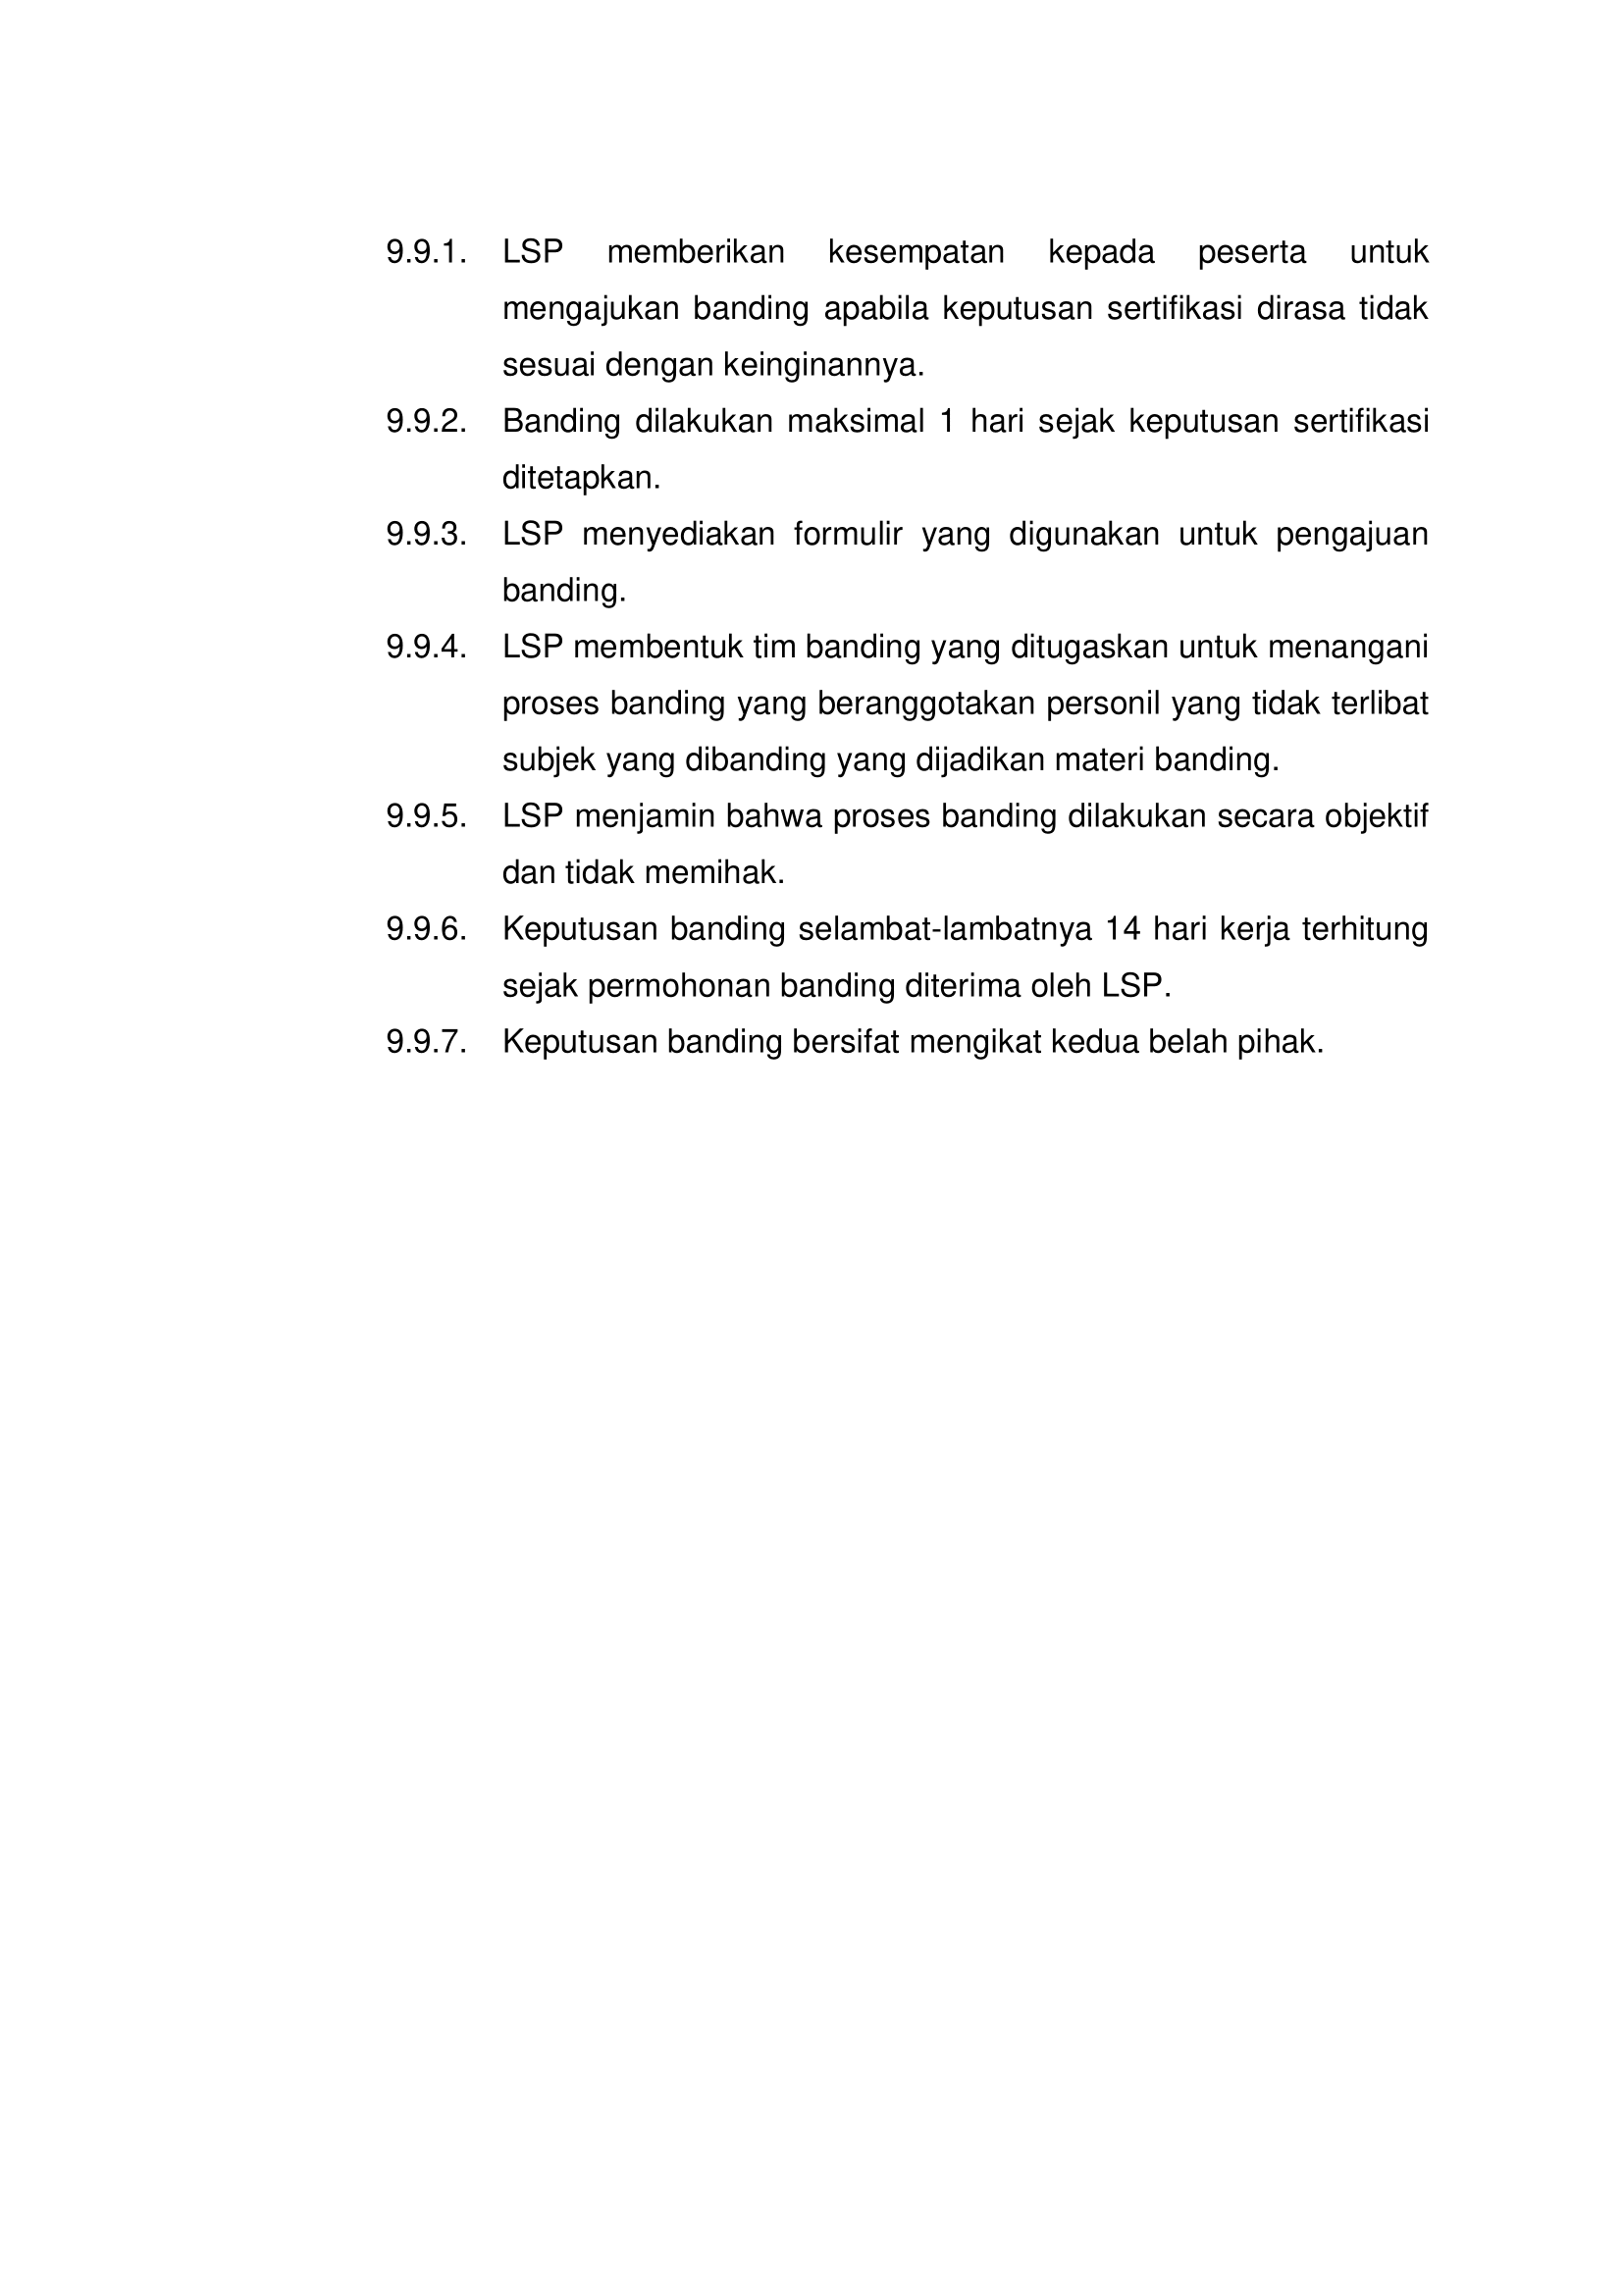 9.9.1. LSP memberikan kesempatan kepada peserta untuk
mengajukan banding apabila keputusan sertifikasi dirasa tidak
sesuai dengan keinginannya.
9.9.2. Banding dilakukan maksimal 1 hari sejak keputusan sertifikasi
ditetapkan.
9.9.3. LSP menyediakan formulir yang digunakan untuk pengajuan
banding.
9.9.4. LSP membentuk tim banding yang ditugaskan untuk menangani
proses banding yang beranggotakan personil yang tidak terlibat
subjek yang dibanding yang dijadikan materi banding.
9.9.5. LSP menjamin bahwa proses banding dilakukan secara objektif
dan tidak memihak.
9.9.6. Keputusan banding selambat-lambatnya 14 hari kerja terhitung
sejak permohonan banding diterima oleh LSP.
9.9.7. Keputusan banding bersifat mengikat kedua belah pihak.